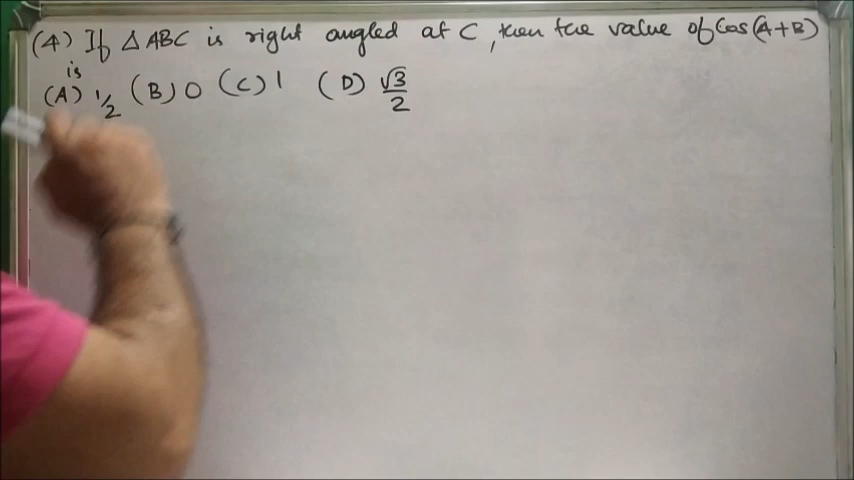 (4) If △ABC is right angled at C, then the value of Cos(A+B)
is
(A) 1/2 (B) 0 (C) 1 (D) √3/2